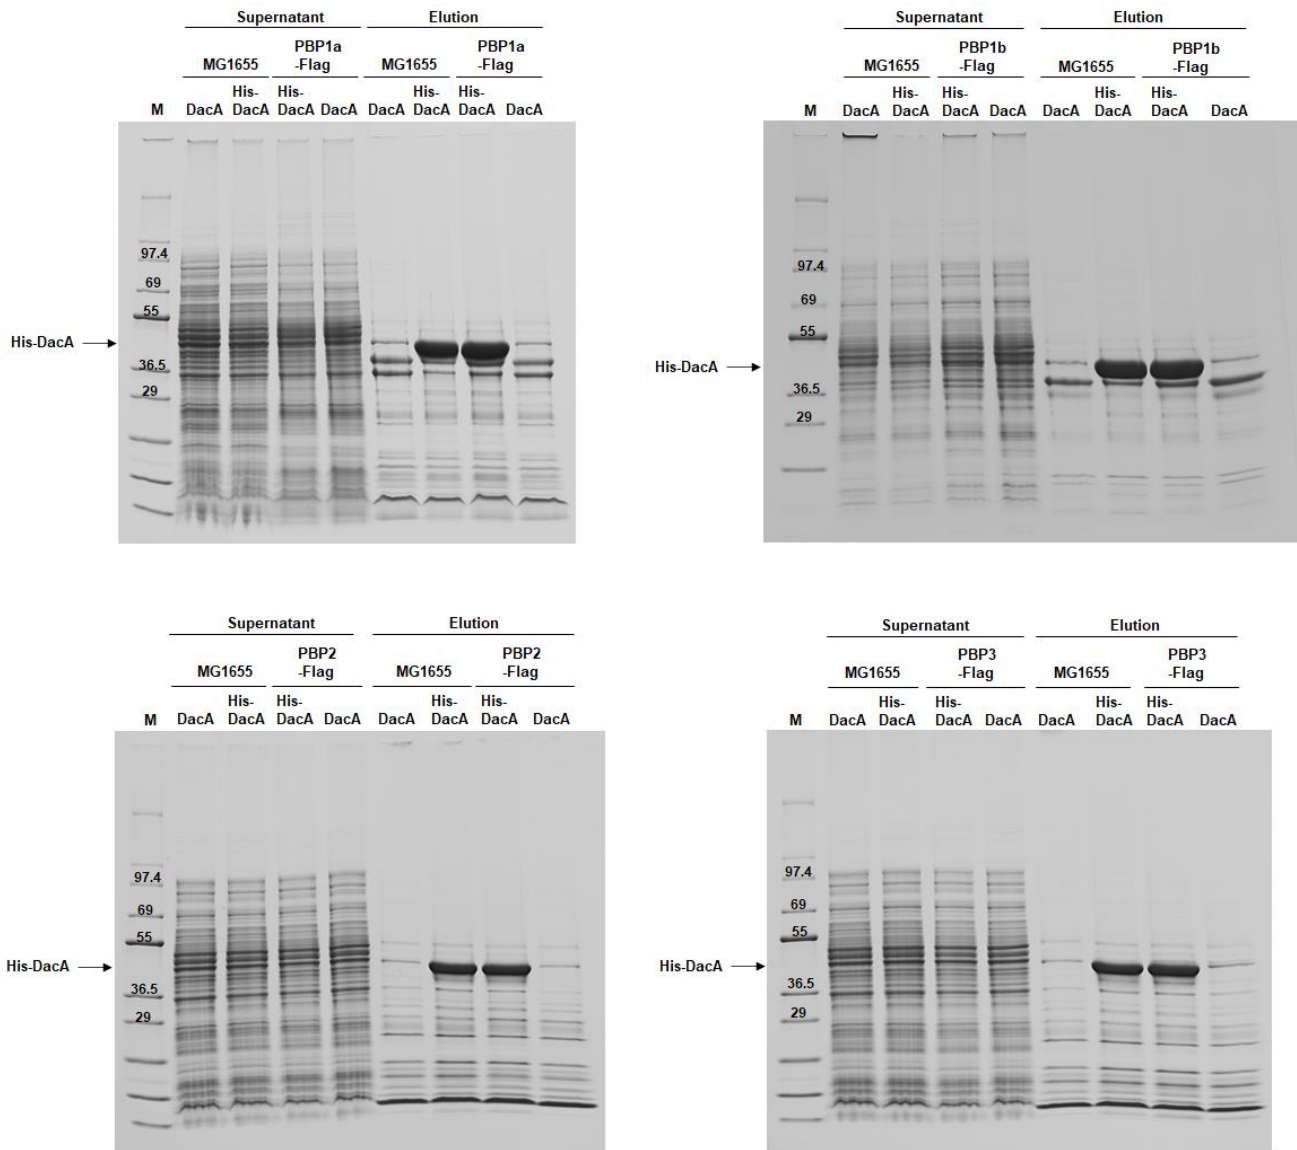 Supernatant Elution
MG1655 PBP1a
-Flag MG1655 PBP1a
-Flag
M DacA His-
DacA His-
DacA DacA DacA His-
DacA His-
DacA DacA
97.4
69
55
His-DacA
36.5
29
Supernatant Elution
MG1655 PBP1b
-Flag MG1655 PBP1b
-Flag
M DacA His-
DacA His-
DacA DacA DacA His-
DacA His-
DacA DacA
97.4
69
55
His-DacA
36.5
29
Supernatant Elution
MG1655 PBP2
-Flag MG1655 PBP2
-Flag
M DacA His-
DacA His-
DacA DacA DacA His-
DacA His-
DacA DacA
97.4
69
55
His-DacA
36.5
29
Supernatant Elution
MG1655 PBP3
-Flag MG1655 PBP3
-Flag
M DacA His-
DacA His-
DacA DacA DacA His-
DacA His-
DacA DacA
97.4
69
55
His-DacA
36.5
29